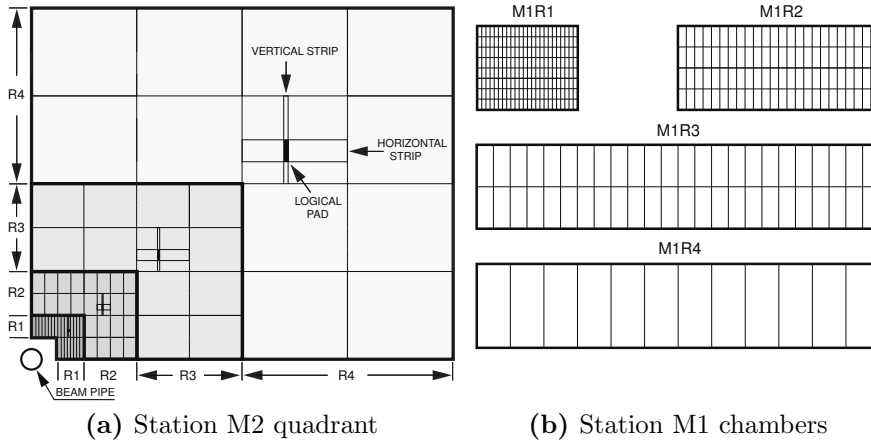 VERTICAL STRIP
R4
HORIZONTAL
STRIP
LOGICAL
PAD
R3
R2
R1
R1
R2
R3
R4
BEAM PIPE
(a) Station M2 quadrant
M1R1
M1R2
M1R3
M1R4
(b) Station M1 chambers